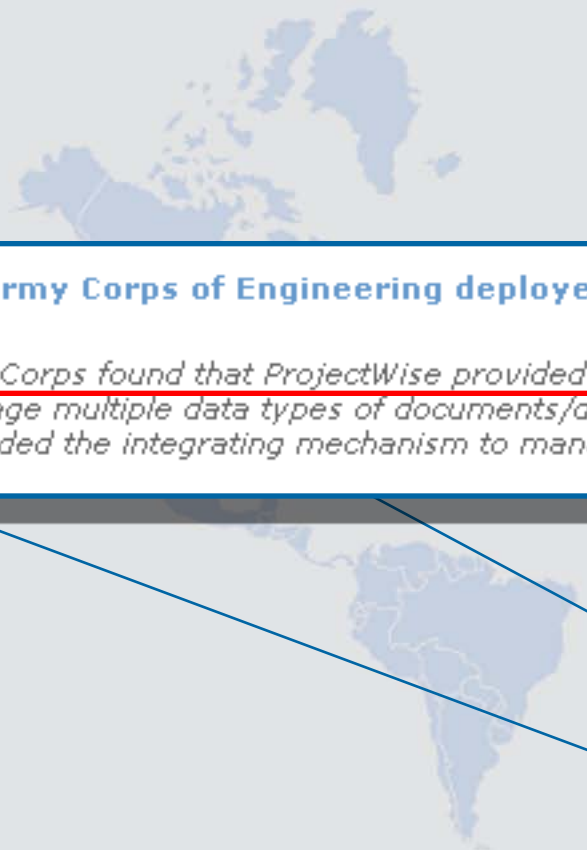 rmy Corps of Engineering deploye
Corps found that ProjectWise provided
age multiple data types of documents/d
ded the integrating mechanism to man